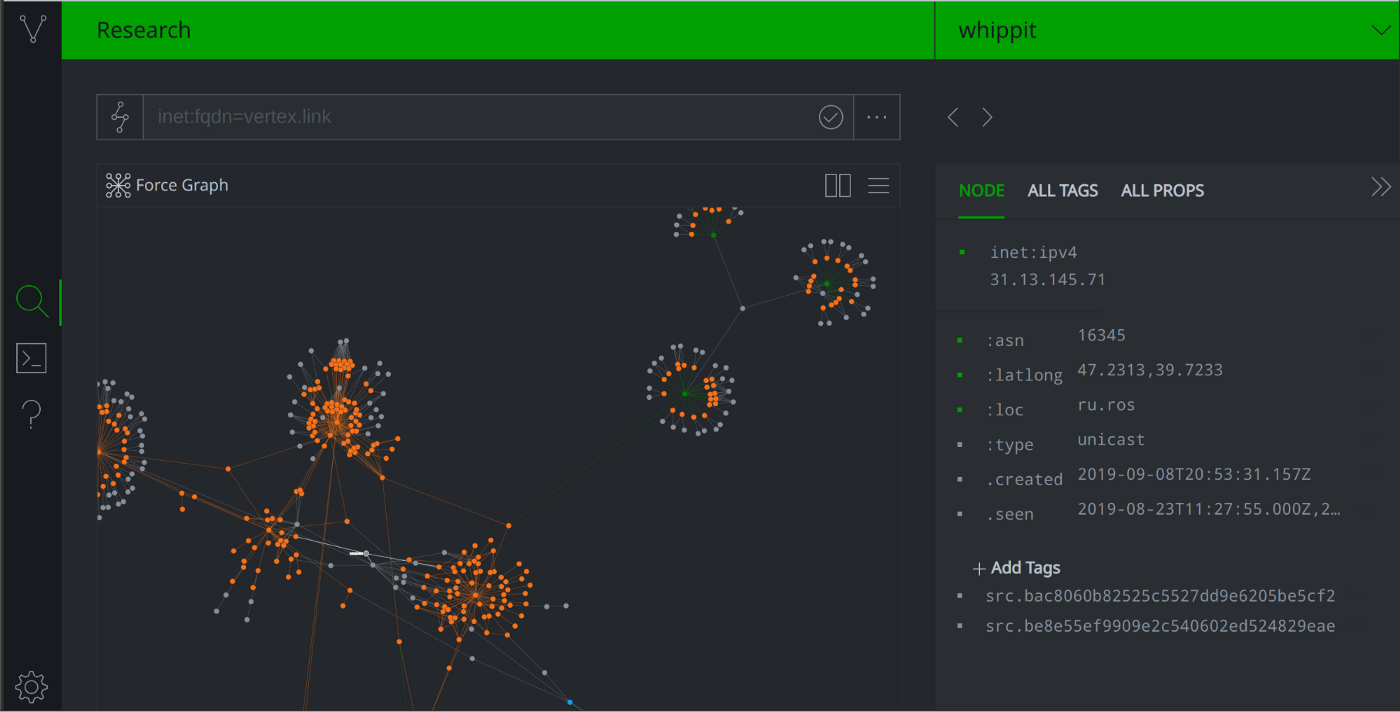 Research
whippit
inet:fqdn=vertex.link
Force Graph
NODE ALL TAGS ALL PROPS
inet:ipv4
31.13.145.71
:asn 16345
:latlong 47.2313,39.7233
:loc ru.ros
:type unicast
.created 2019-09-08T20:53:31.157Z
.seen 2019-08-23T11:27:55.000Z,2…
+ Add Tags
src.bac8060b82525c5527dd9e6205be5cf2
src.be8e55ef9909e2c540602ed524829eae